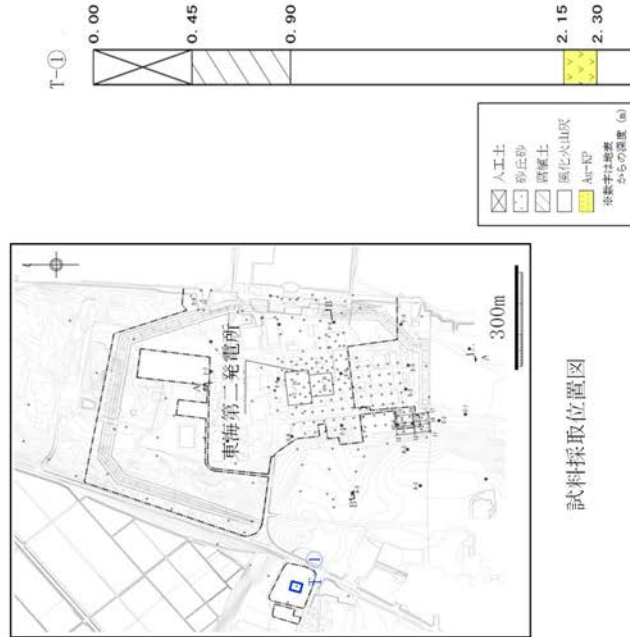 T-①
0.00
0.45
0.90
2.15
2.30
人工土
砂丘砂
腐植土
風化火山灰
Ag-KP
※数字は地表
からの深度 (m)
東海第二発電所
T-①
300m
試料採取位置図